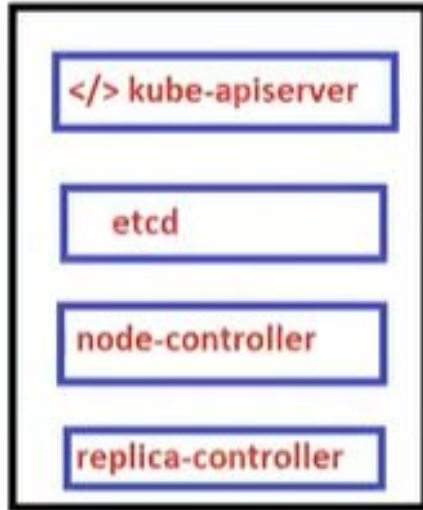 </> kube-apiserver
etcd
node-controller
replica-controller